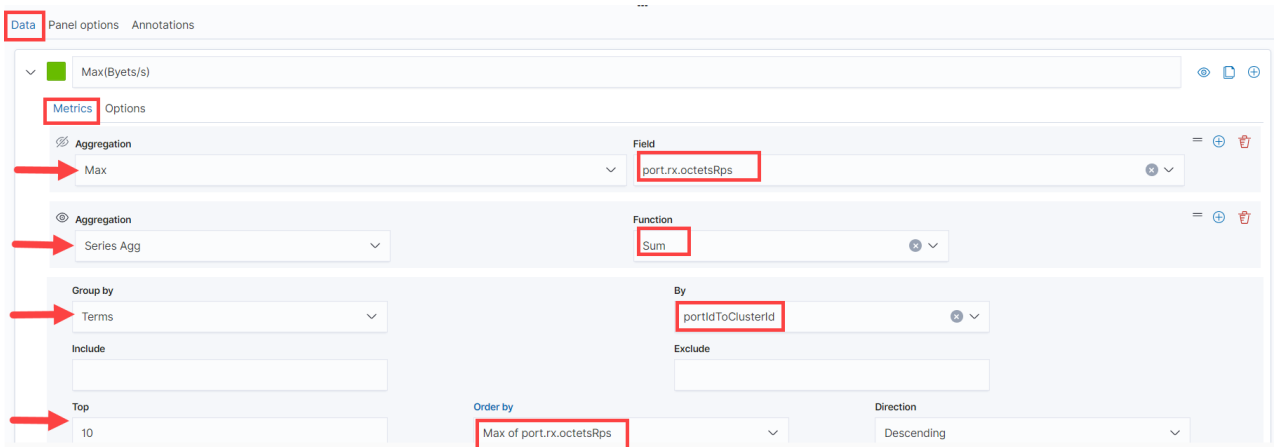 Data Panel options Annotations
Max(Byets/s)
Metrics Options
Aggregation Field
Max port.rx.octetsRps
Aggregation Function
Series Agg Sum
Group by By
Terms portIdToClusterId
Include Exclude
Top Order by Direction
10 Max of port.rx.octetsRps Descending